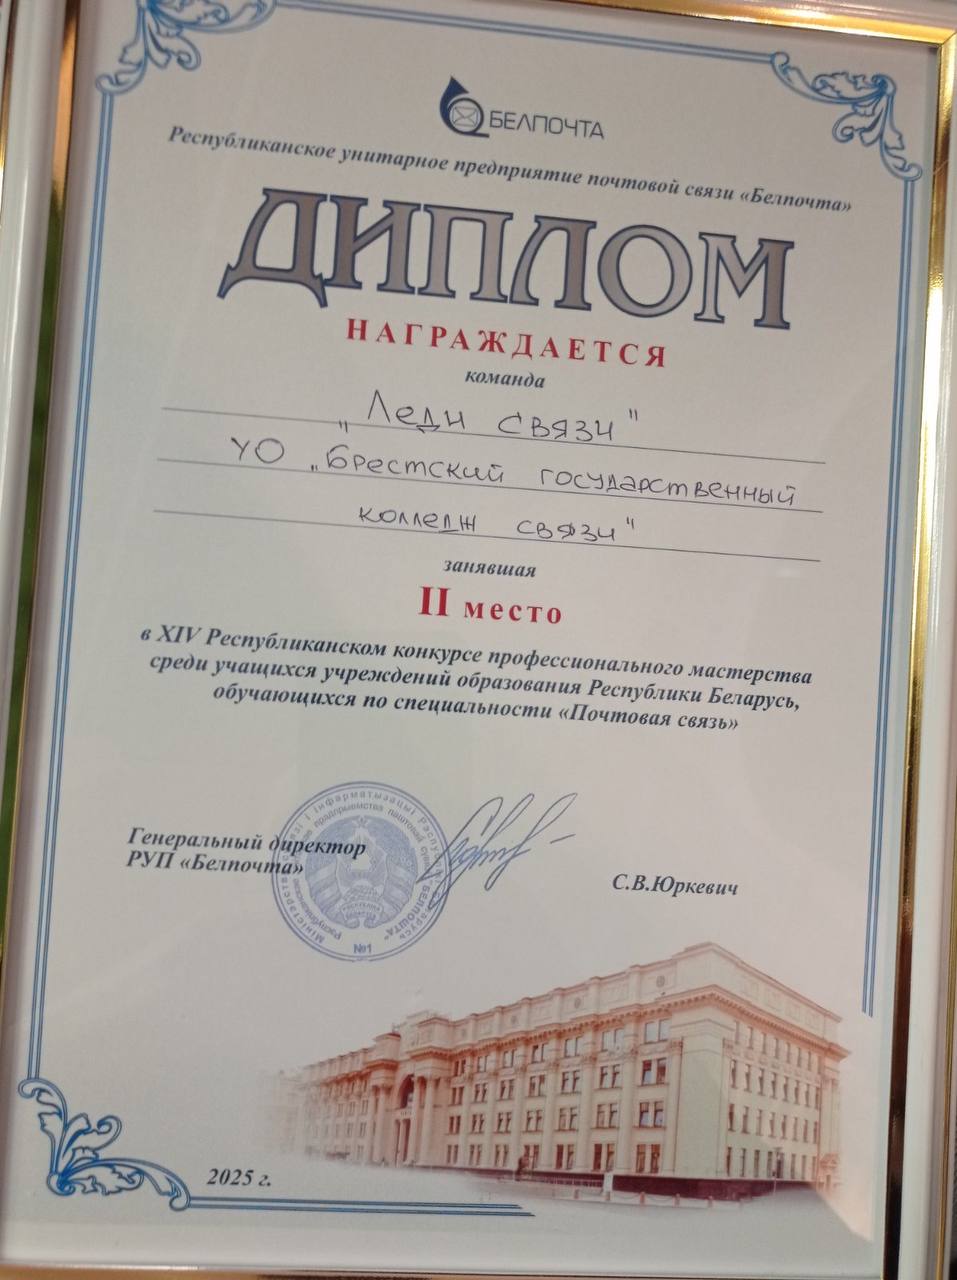 БЕЛПОЧТА
Республиканское унитарное предприятие почтовой связи «Белпочта»
ДИПЛОМ
НАГРАЖДАЕТСЯ
команда
„Леди связи"
УО „Брестский государственный
колледж связи"
занявшая
II место
в XIV Республиканском конкурсе профессионального мастерства
среди учащихся учреждений образования Республики Беларусь,
обучающихся по специальности «Почтовая связь»
Генеральный директор
РУП «Белпочта»
С.В.Юркевич
№1
2025 г.